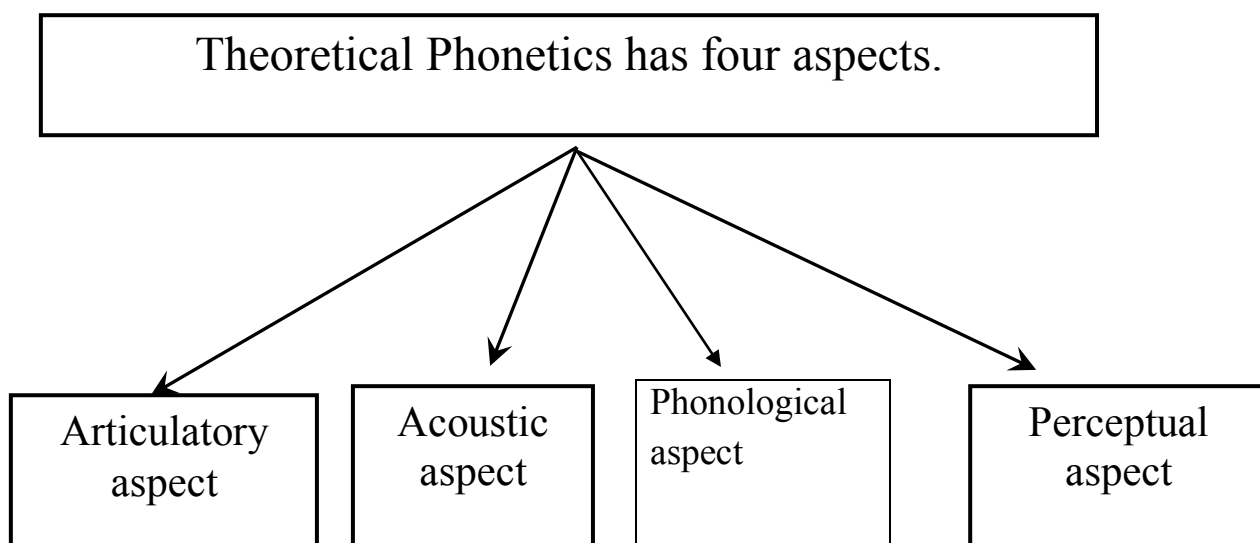 Theoretical Phonetics has four aspects.
Articulatory
aspect
Acoustic
aspect
Phonological
aspect
Perceptual
aspect